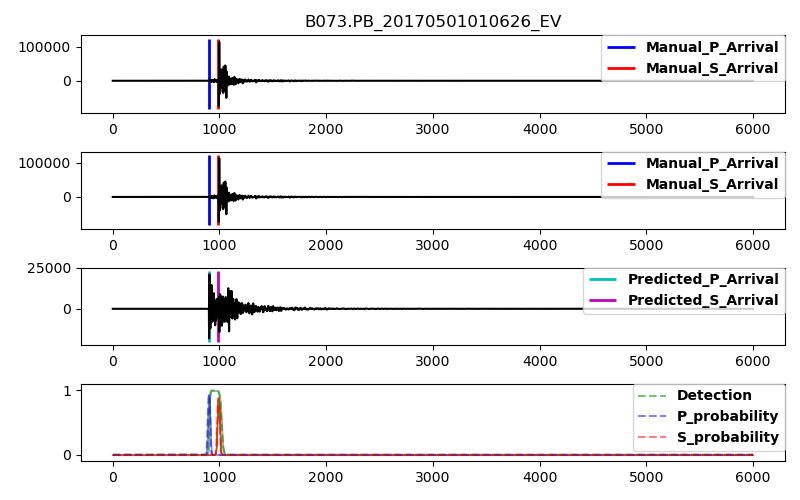 B073.PB_20170501010626_EV
100000
0
Manual_P_Arrival
Manual_S_Arrival
0 1000 2000 3000 4000 5000 6000
100000
0
Manual_P_Arrival
Manual_S_Arrival
0 1000 2000 3000 4000 5000 6000
25000
0
Predicted_P_Arrival
Predicted_S_Arrival
0 1000 2000 3000 4000 5000 6000
1
0
Detection
P_probability
S_probability
0 1000 2000 3000 4000 5000 6000